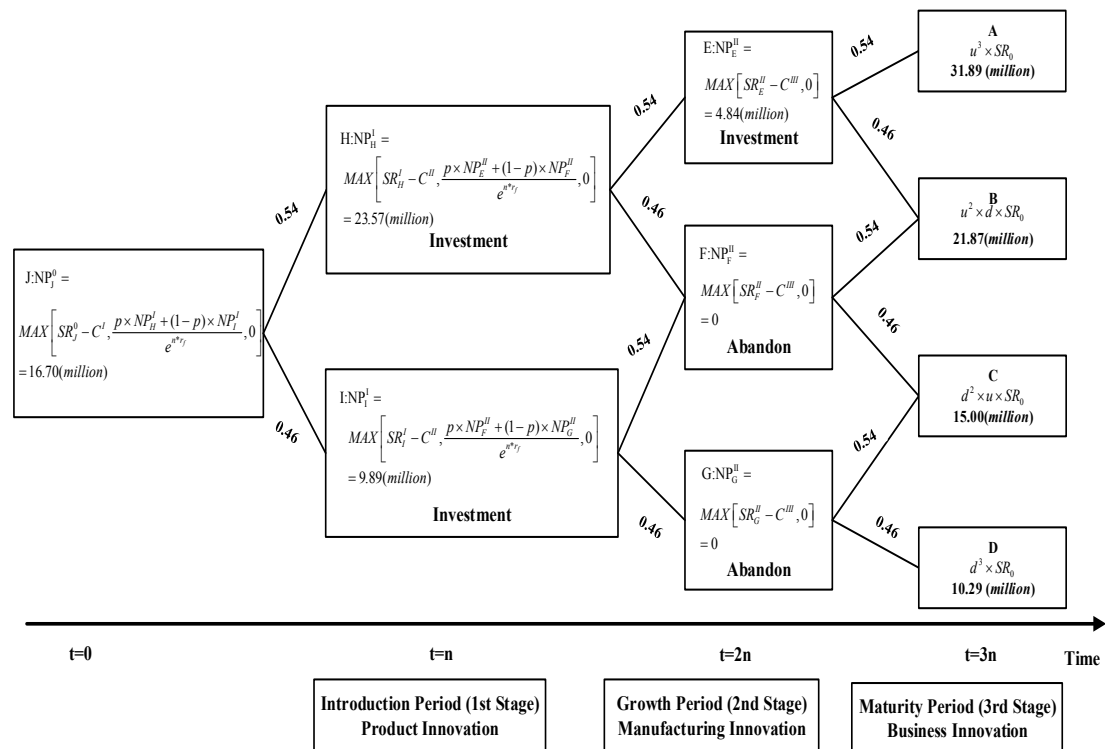 J:NP_J^0 =
MAX[SR_J^0 − C^I, (p × NP_H^I + (1−p) × NP_I^I) / e^{n*r_f}, 0]
= 16.70(million)
0.54
0.46
H:NP_H^I =
MAX[SR_H^I − C^II, (p × NP_E^II + (1−p) × NP_F^II) / e^{n*r_f}, 0]
= 23.57(million)
Investment
I:NP_I^I =
MAX[SR_I^I − C^II, (p × NP_F^II + (1−p) × NP_G^II) / e^{n*r_f}, 0]
= 9.89(million)
Investment
0.54
0.46
0.54
0.46
E:NP_E^II =
MAX[SR_E^II − C^III, 0]
= 4.84(million)
Investment
F:NP_F^II =
MAX[SR_F^II − C^III, 0]
= 0
Abandon
G:NP_G^II =
MAX[SR_G^II − C^III, 0]
= 0
Abandon
0.54
0.46
0.54
0.46
0.54
0.46
A
u^3 × SR_0
31.89 (million)
B
u^2 × d × SR_0
21.87(million)
C
d^2 × u × SR_0
15.00(million)
D
d^3 × SR_0
10.29 (million)
t=0
t=n
t=2n
t=3n
Time
Introduction Period (1st Stage)
Product Innovation
Growth Period (2nd Stage)
Manufacturing Innovation
Maturity Period (3rd Stage)
Business Innovation